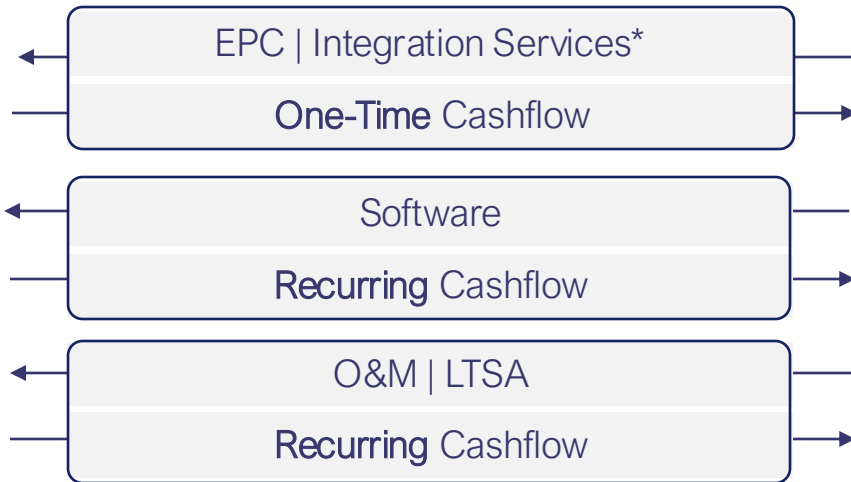 EPC | Integration Services*
One-Time Cashflow
Software
Recurring Cashflow
O&M | LTSA
Recurring Cashflow